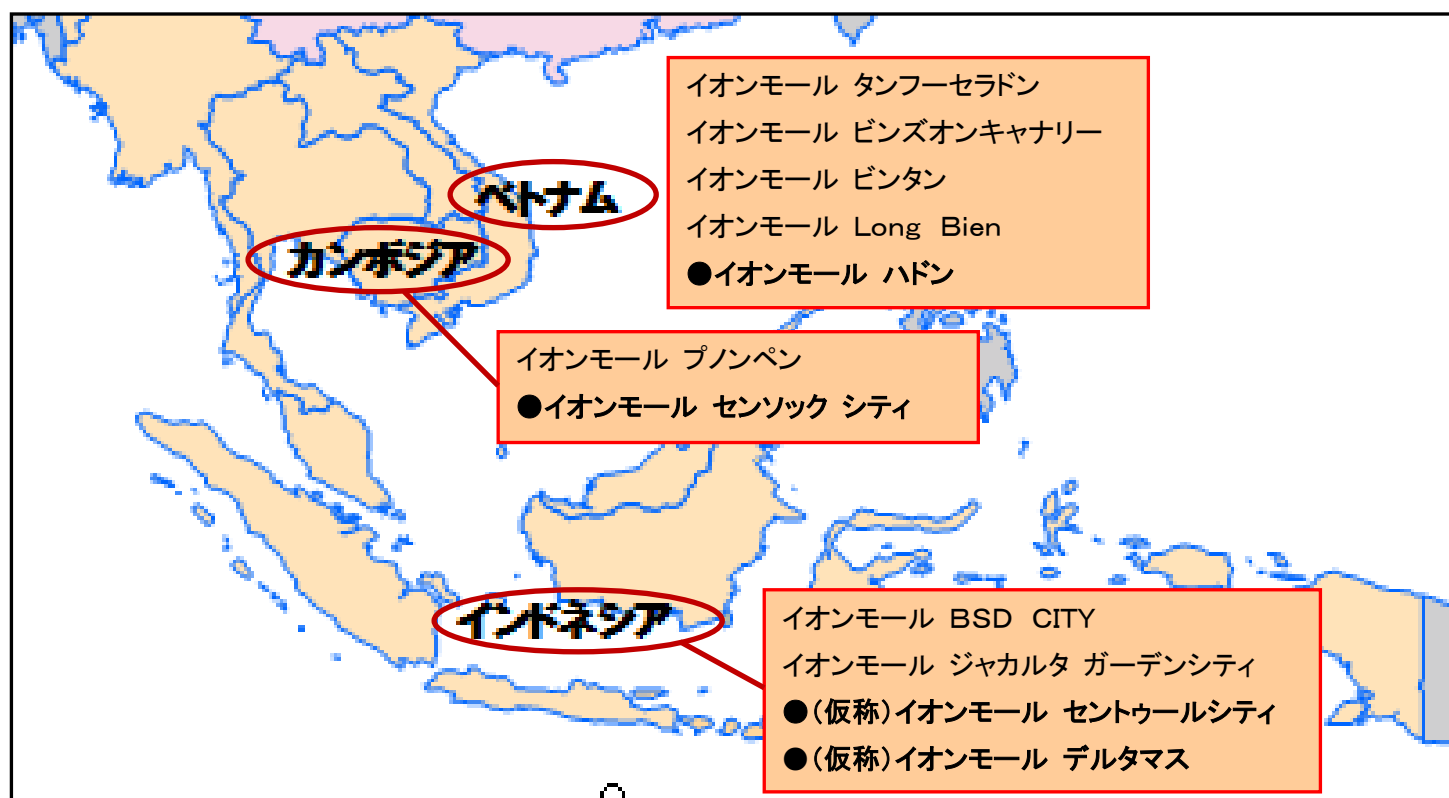 イオンモール タンフーセラドン
イオンモール ビンズオンキャナリー
イオンモール ビンタン
イオンモール Long Bien
●イオンモール ハドン
ベトナム
カンボジア
イオンモール プノンペン
●イオンモール センソック シティ
インドネシア
イオンモール BSD CITY
イオンモール ジャカルタ ガーデンシティ
●(仮称)イオンモール セントゥールシティ
●(仮称)イオンモール デルタマス